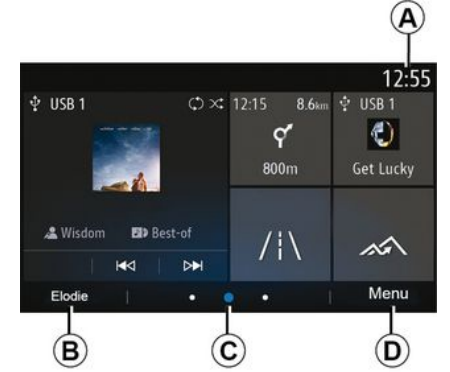 A
12:55
USB 1
12:15 8.6km
USB 1
800m
Get Lucky
Wisdom Best-of
Elodie
Menu
B
C
D